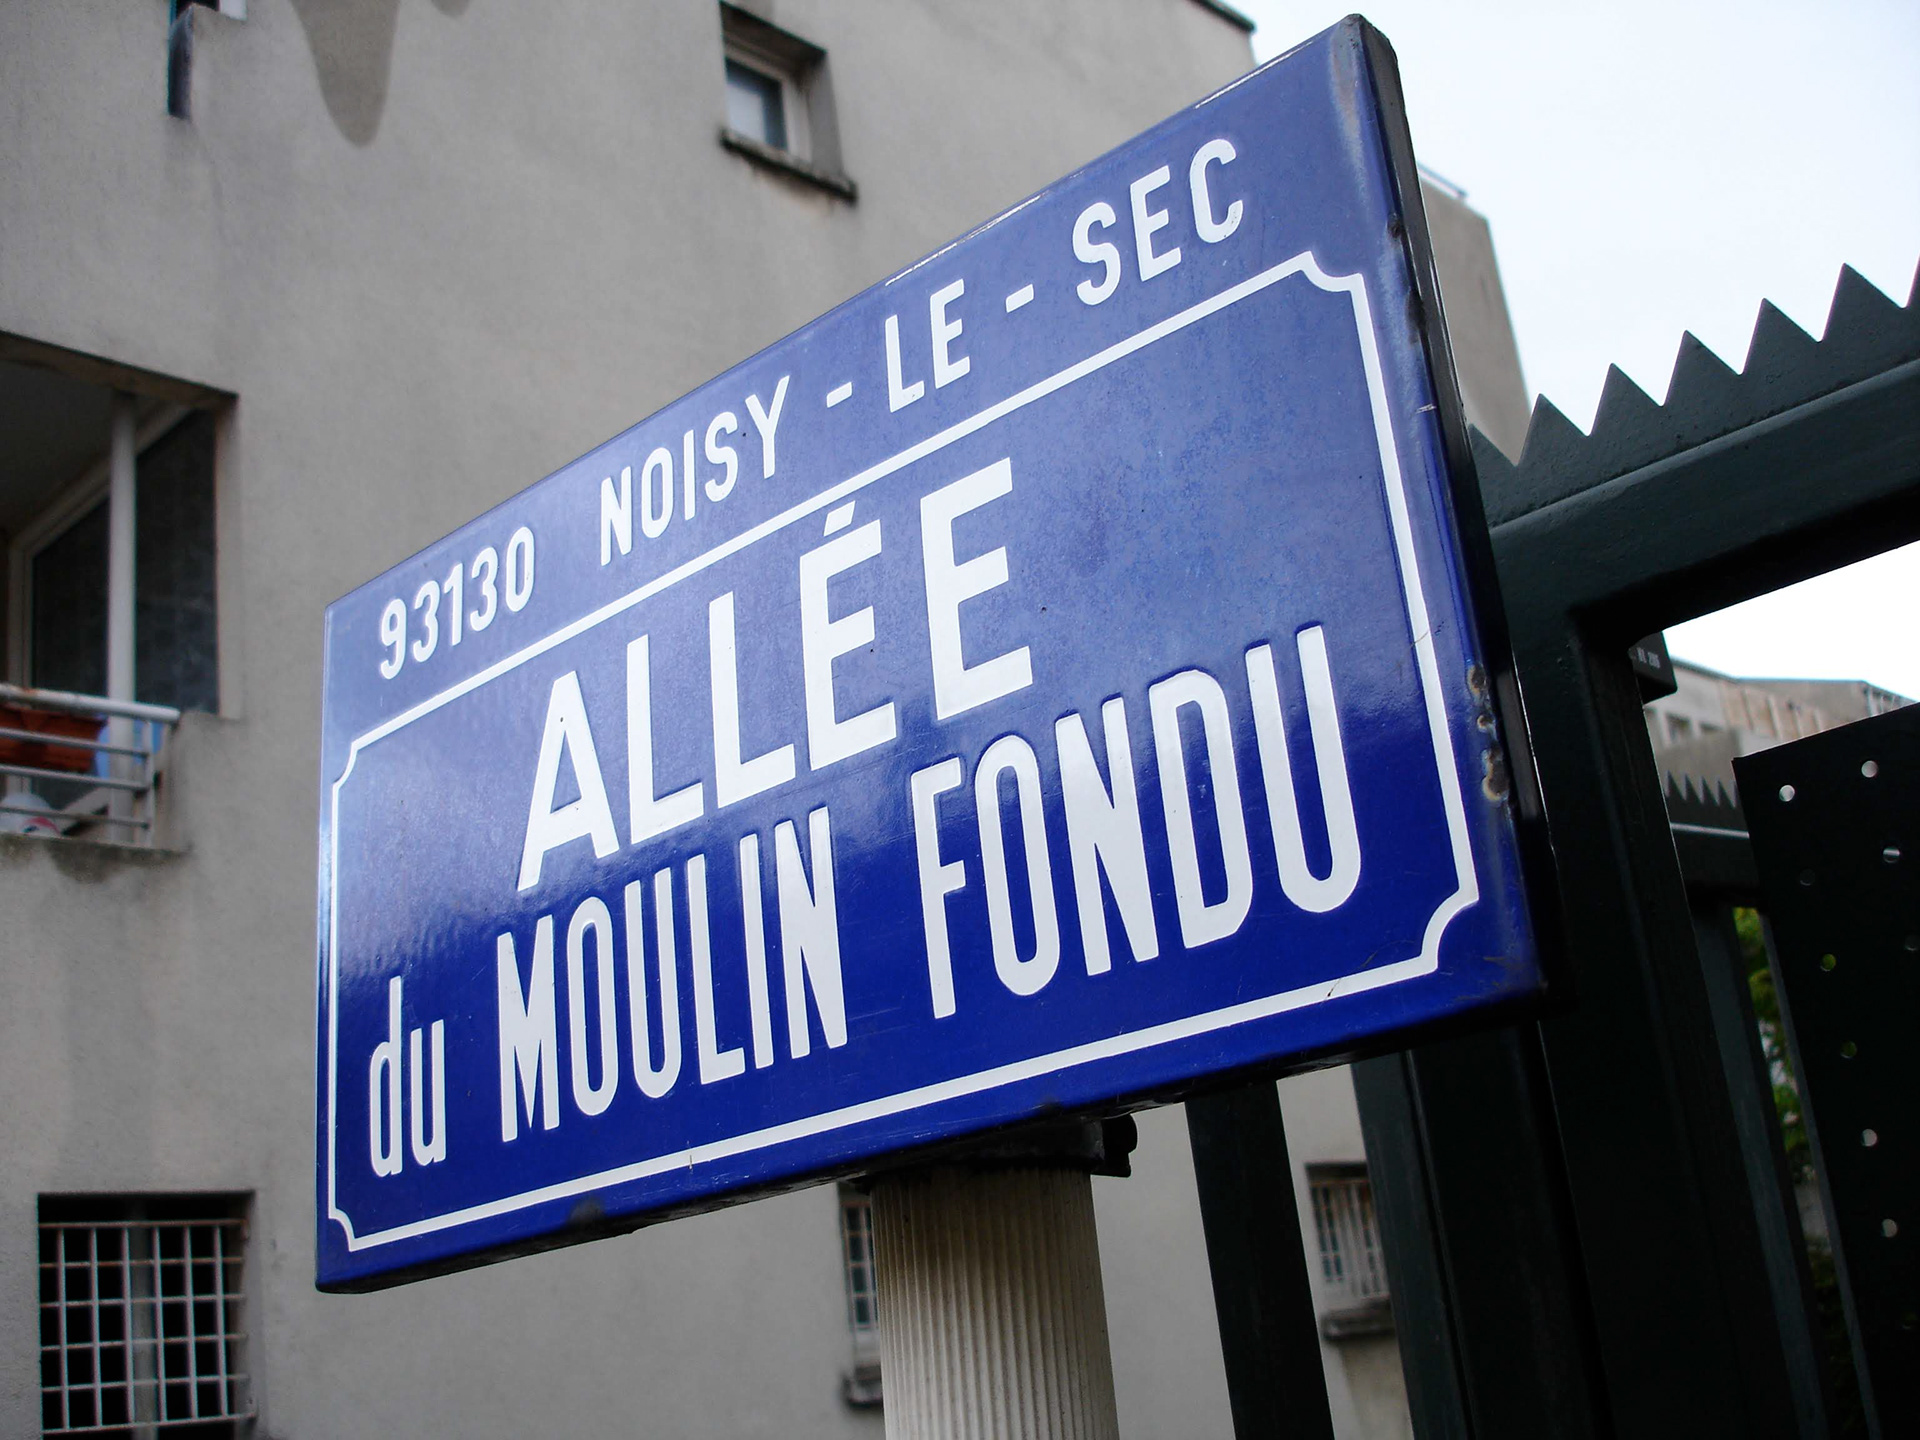 93130 NOISY - LE - SEC
ALLÉE
du MOULIN FONDU